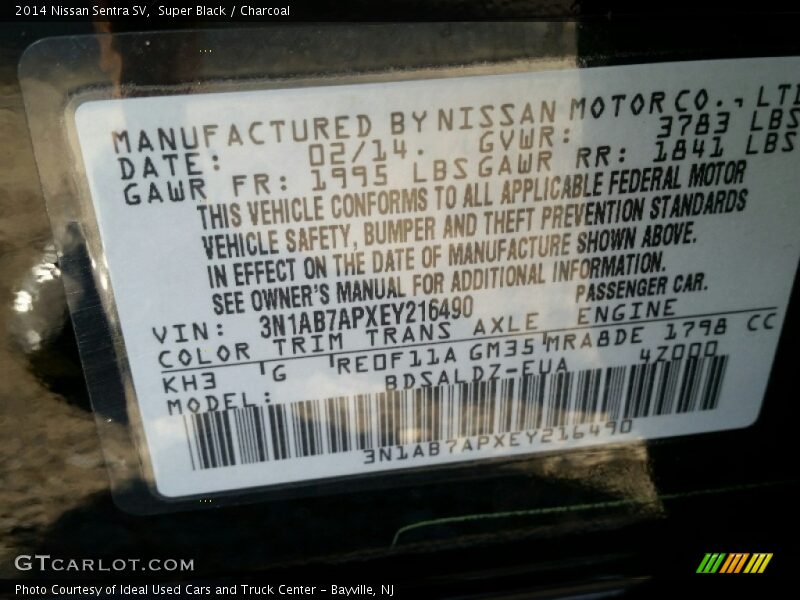 2014 Nissan Sentra SV,  Super Black / Charcoal
MANUFACTURED BY NISSAN MOTOR CO., LTD
DATE: 02/14. GVWR: 3783 LBS
GAWR FR: 1995 LBS GAWR RR: 1841 LBS
THIS VEHICLE CONFORMS TO ALL APPLICABLE FEDERAL MOTOR
VEHICLE SAFETY, BUMPER AND THEFT PREVENTION STANDARDS
IN EFFECT ON THE DATE OF MANUFACTURE SHOWN ABOVE.
SEE OWNER'S MANUAL FOR ADDITIONAL INFORMATION.
VIN: 3N1AB7APXEY216490 PASSENGER CAR.
COLOR TRIM TRANS AXLE ENGINE
KH3 G RE0F11A GM35 MRA8DE 1798 CC
MODEL: BDSALDZ-EUA 4Z000
3N1AB7APXEY216490
GTCARLOT.COM
Photo Courtesy of Ideal Used Cars and Truck Center - Bayville, NJ